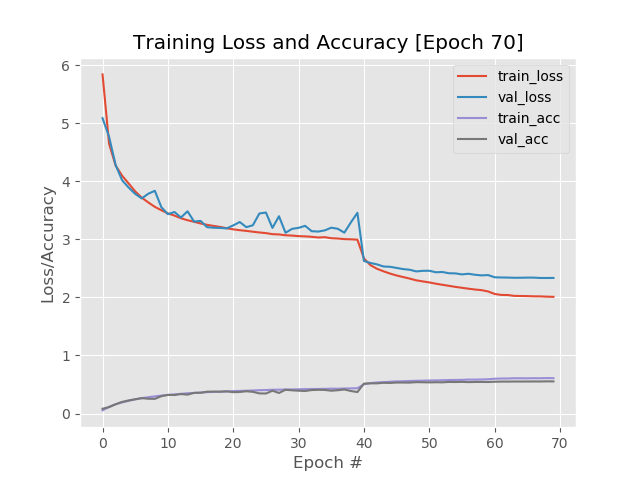 Training Loss and Accuracy [Epoch 70]
train_loss
val_loss
train_acc
val_acc
6
5
4
3
2
1
0
Loss/Accuracy
0 10 20 30 40 50 60 70
Epoch #